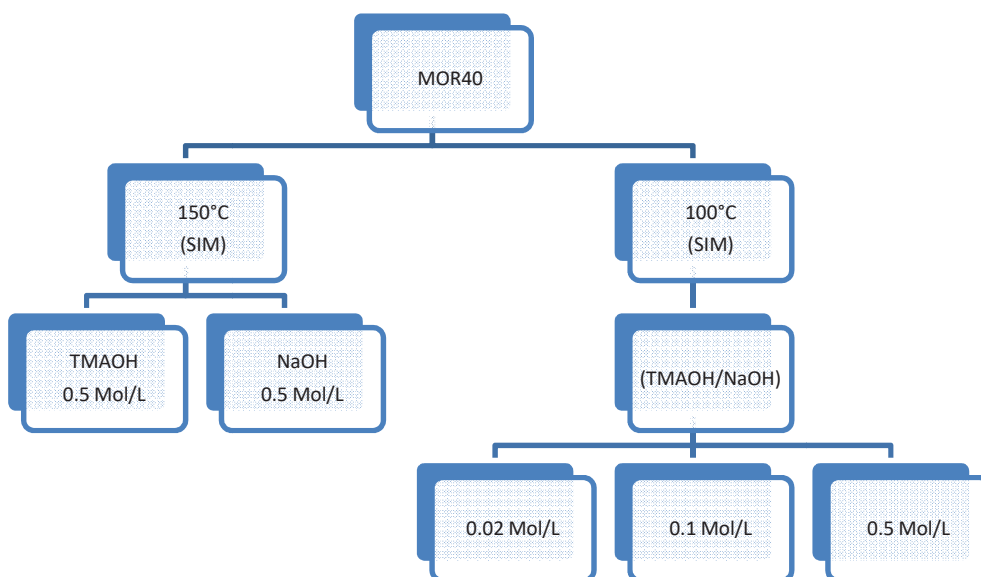 MOR40
150°C
(SIM)
100°C
(SIM)
TMAOH
0.5 Mol/L
NaOH
0.5 Mol/L
(TMAOH/NaOH)
0.02 Mol/L
0.1 Mol/L
0.5 Mol/L